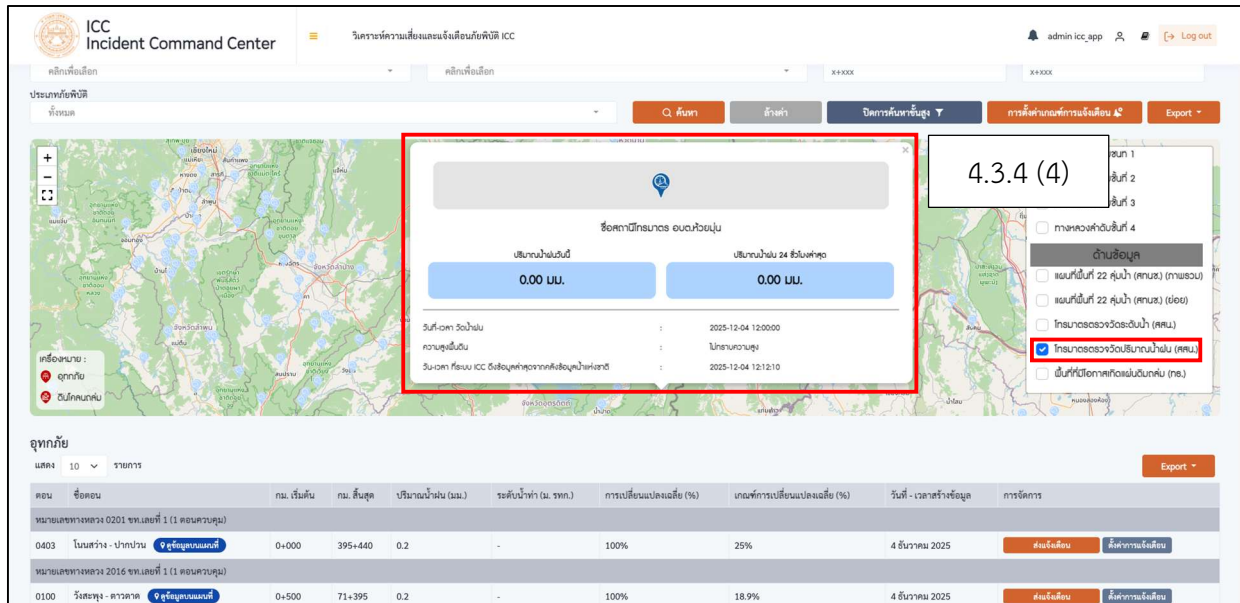 ICC
Incident Command Center
วิเคราะห์ความเสี่ยงและแจ้งเตือนภัยพิบัติ ICC
admin icc_app
Log out
คลิกเพื่อเลือก
คลิกเพื่อเลือก
x+xxx
x+xxx
ประเภทภัยพิบัติ
ทั้งหมด
ค้นหา
ล้างค่า
ปิดการค้นหาขั้นสูง
การตั้งค่าเกณฑ์การแจ้งเตือน
Export
4.3.4 (4)
ชื่อสถานีโทรมาตร อบต.ห้วยมุ่น
ปริมาณน้ำฝนวันนี้
ปริมาณน้ำฝน 24 ชั่วโมงล่าสุด
0.00 มม.
0.00 มม.
วันที่-เวลา วัดน้ำฝน : 2025-12-04 12:00:00
ความสูงพื้นดิน : ไม่ทราบความสูง
วัน-เวลา ที่ระบบ ICC ดึงข้อมูลล่าสุดจากคลังข้อมูลน้ำแห่งชาติ : 2025-12-04 12:12:10
ทางหลวงลำดับชั้นที่ 4
ด้านข้อมูล
แผนที่พื้นที่ 22 ลุ่มน้ำ (สทนช.) (ภาพรวม)
แผนที่พื้นที่ 22 ลุ่มน้ำ (สทนช.) (ย่อย)
โทรมาตรตรวจวัดระดับน้ำ (สสน.)
โทรมาตรตรวจวัดปริมาณน้ำฝน (สสน.)
พื้นที่ที่มีโอกาสเกิดแผ่นดินถล่ม (ทธ.)
เครื่องหมาย :
อุทกภัย
ดินโคลนถล่ม
อุทกภัย
แสดง 10 รายการ
Export
ตอน ชื่อตอน กม. เริ่มต้น กม. สิ้นสุด ปริมาณน้ำฝน (มม.) ระดับน้ำท่า (ม. รทก.) การเปลี่ยนแปลงเฉลี่ย (%) เกณฑ์การเปลี่ยนแปลงเฉลี่ย (%) วันที่ - เวลาสร้างข้อมูล การจัดการ
หมายเลขทางหลวง 0201 ขท.เลยที่ 1 (1 ตอนควบคุม)
0403 โนนสว่าง - ปากปวน ดูข้อมูลบนแผนที่ 0+000 395+440 0.2 - 100% 25% 4 ธันวาคม 2025 ส่งแจ้งเตือน ตั้งค่าการแจ้งเตือน
หมายเลขทางหลวง 2016 ขท.เลยที่ 1 (1 ตอนควบคุม)
0100 วังสะพุง - ตาวตาด ดูข้อมูลบนแผนที่ 0+500 71+395 0.2 - 100% 18.9% 4 ธันวาคม 2025 ส่งแจ้งเตือน ตั้งค่าการแจ้งเตือน